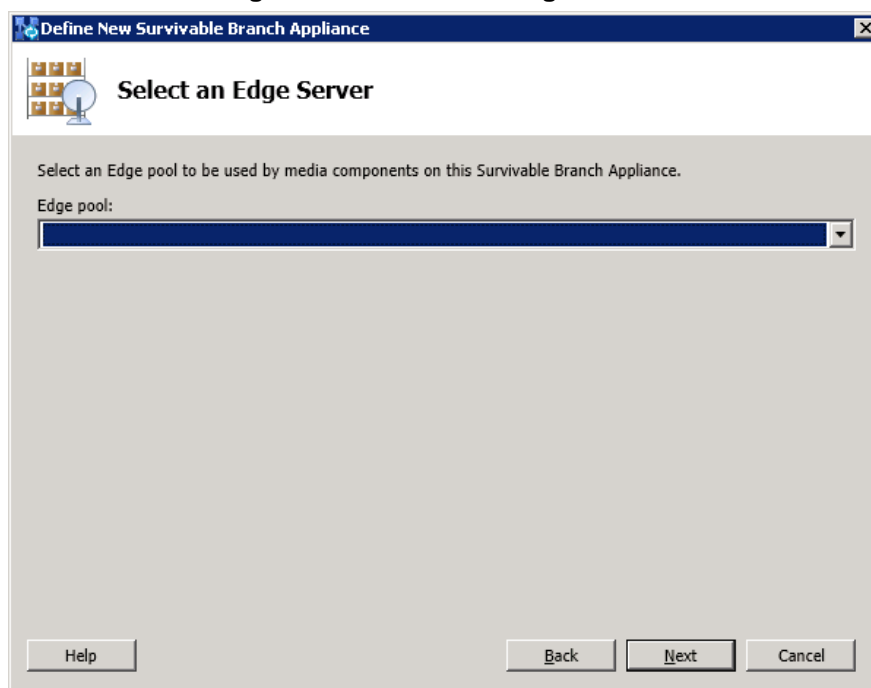 Define New Survivable Branch Appliance
Select an Edge Server
Select an Edge pool to be used by media components on this Survivable Branch Appliance.
Edge pool:
Help
Back
Next
Cancel